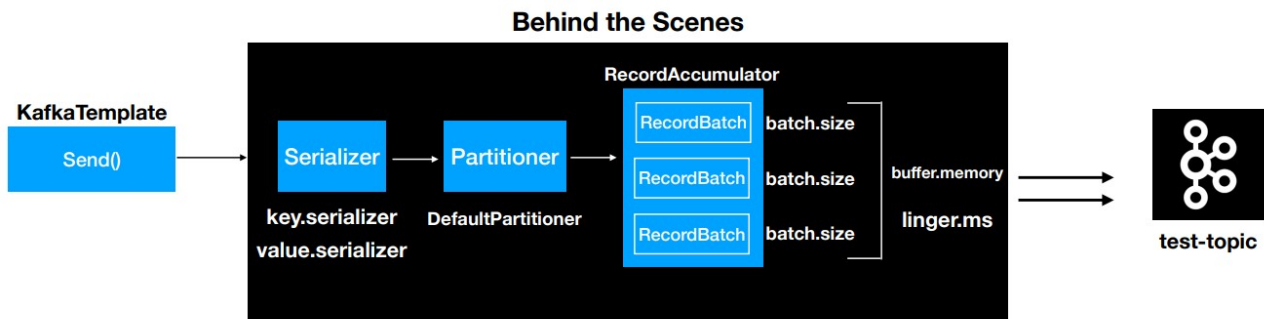 Behind the Scenes
KafkaTemplate
Send()
Serializer
key.serializer
value.serializer
Partitioner
DefaultPartitioner
RecordAccumulator
RecordBatch
batch.size
RecordBatch
batch.size
RecordBatch
batch.size
buffer.memory
linger.ms
test-topic